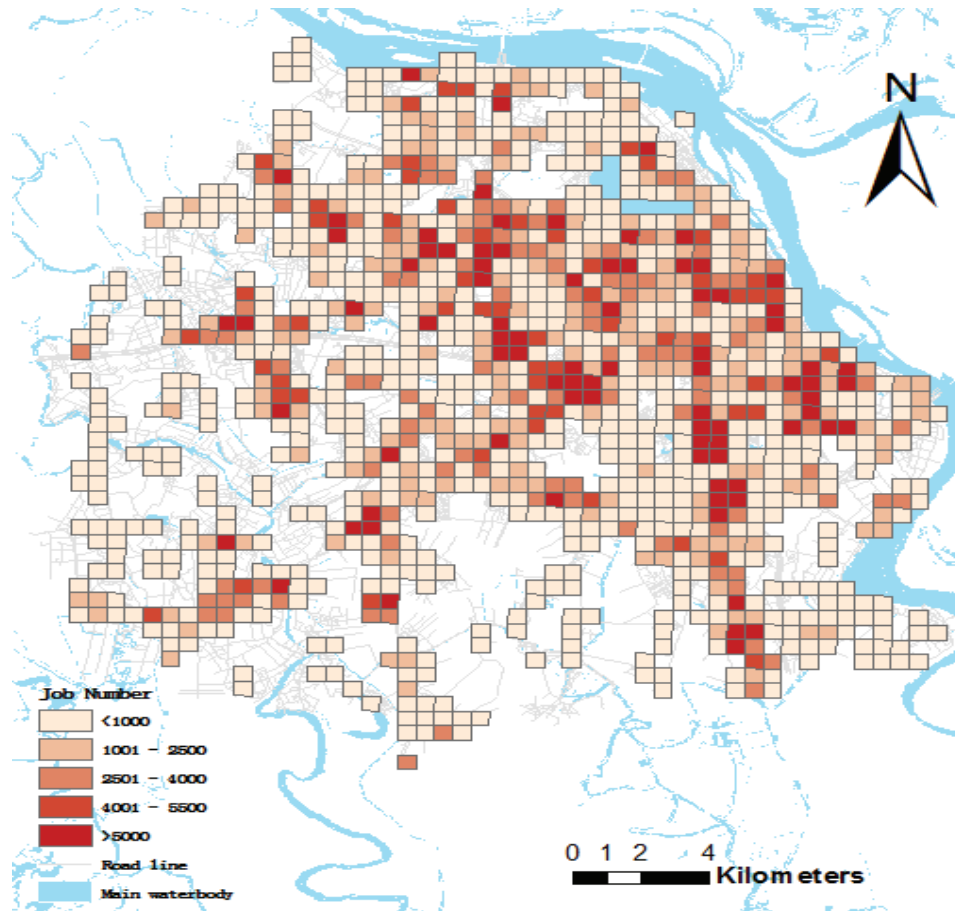 N
Job Number
<1000
1001 - 2500
2501 - 4000
4001 - 5500
>5000
Road line
Main waterbody
0 1 2 4
Kilometers